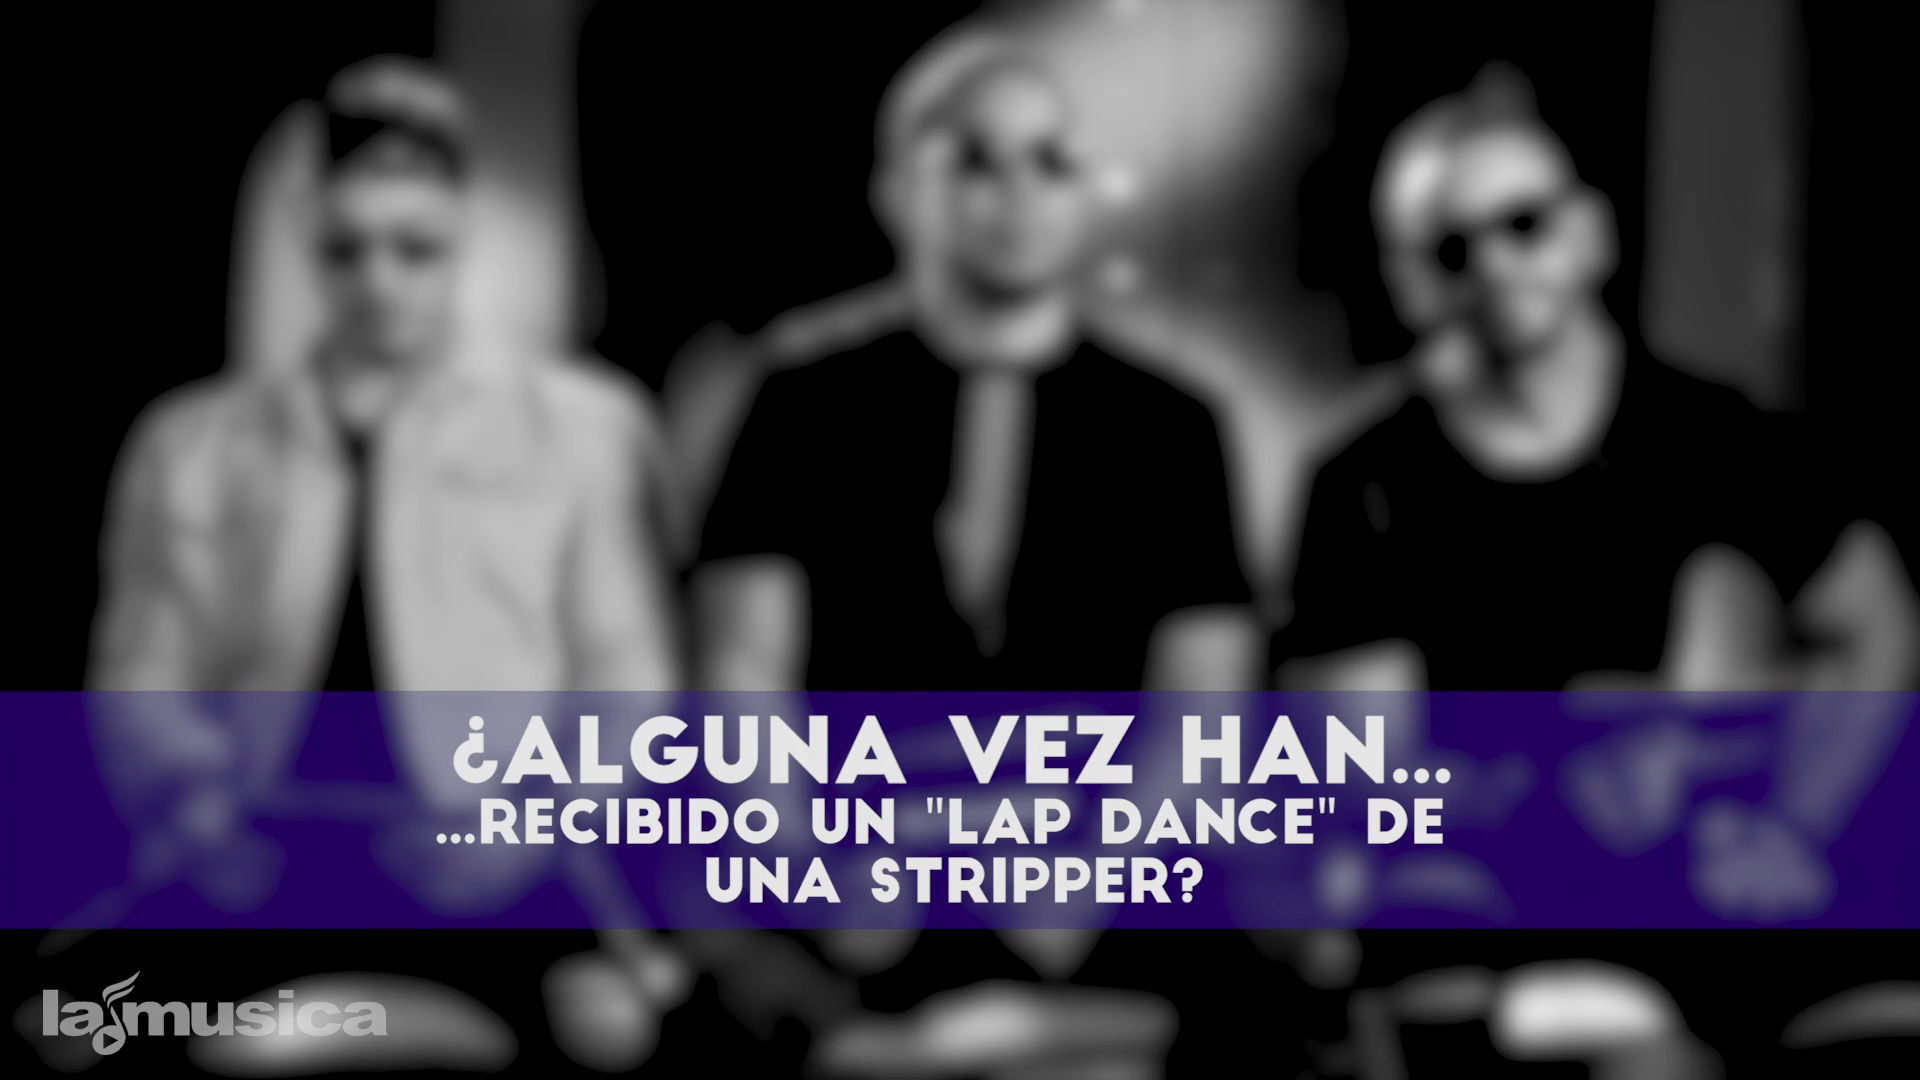 ¿ALGUNA VEZ HAN...
...RECIBIDO UN "LAP DANCE" DE
UNA STRIPPER?
lamusica